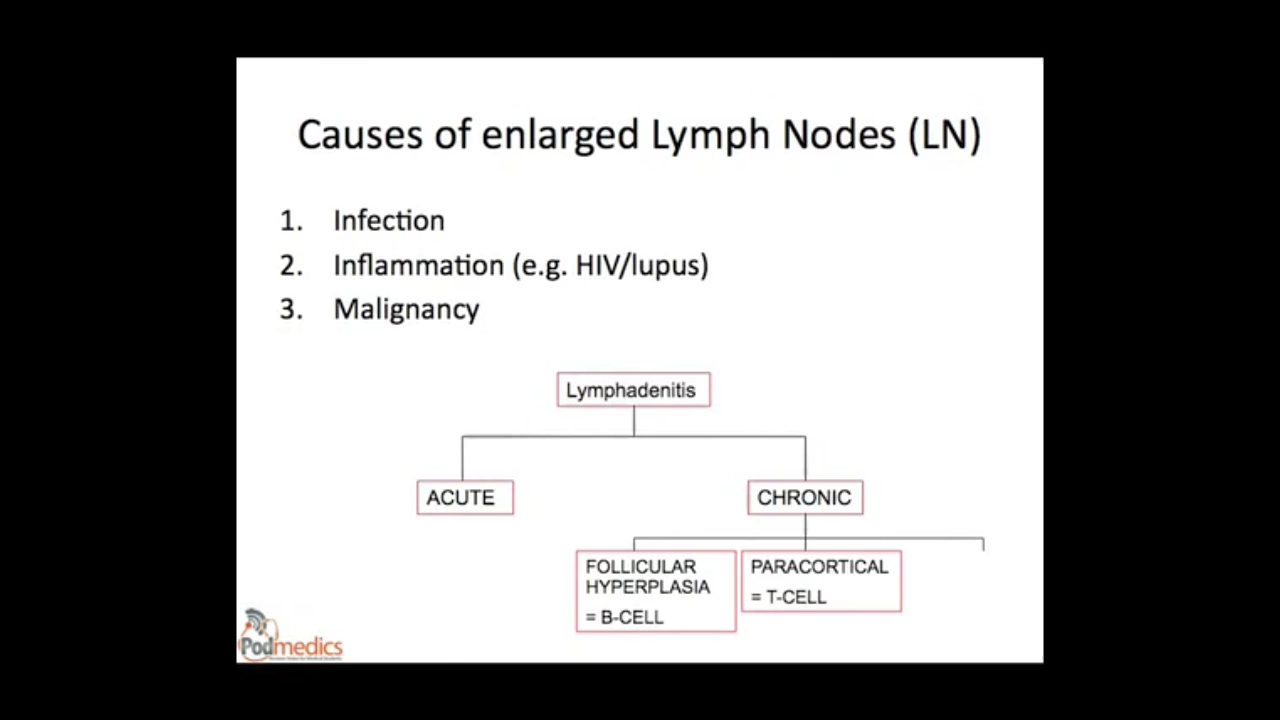 Causes of enlarged Lymph Nodes (LN)
1. Infection
2. Inflammation (e.g. HIV/lupus)
3. Malignancy
Lymphadenitis
ACUTE
CHRONIC
FOLLICULAR
HYPERPLASIA
= B-CELL
PARACORTICAL
= T-CELL
Podmedics